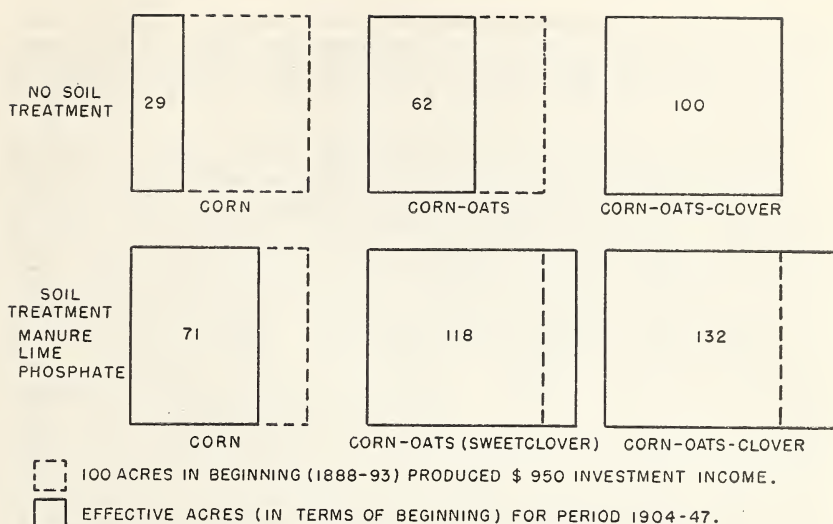 NO SOIL
TREATMENT
29
62
100
CORN
CORN-OATS
CORN-OATS-CLOVER
SOIL
TREATMENT
MANURE
LIME
PHOSPHATE
71
118
132
CORN
CORN-OATS (SWEETCLOVER)
CORN-OATS-CLOVER
100 ACRES IN BEGINNING (1888-93) PRODUCED $ 950 INVESTMENT INCOME.
EFFECTIVE ACRES (IN TERMS OF BEGINNING) FOR PERIOD 1904-47.